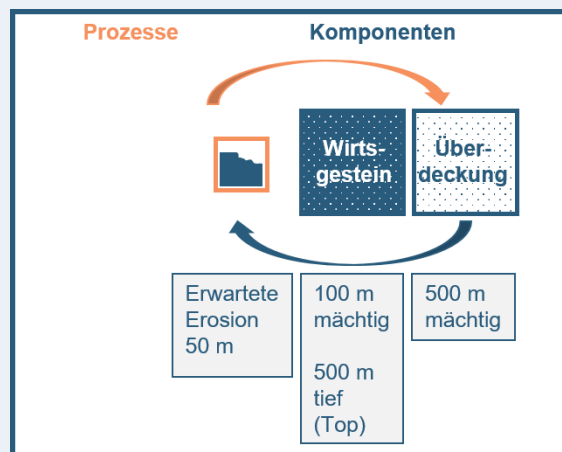 Prozesse
Komponenten
Wirts-
gestein
Über-
deckung
Erwartete
Erosion
50 m
100 m
mächtig
500 m
tief
(Top)
500 m
mächtig